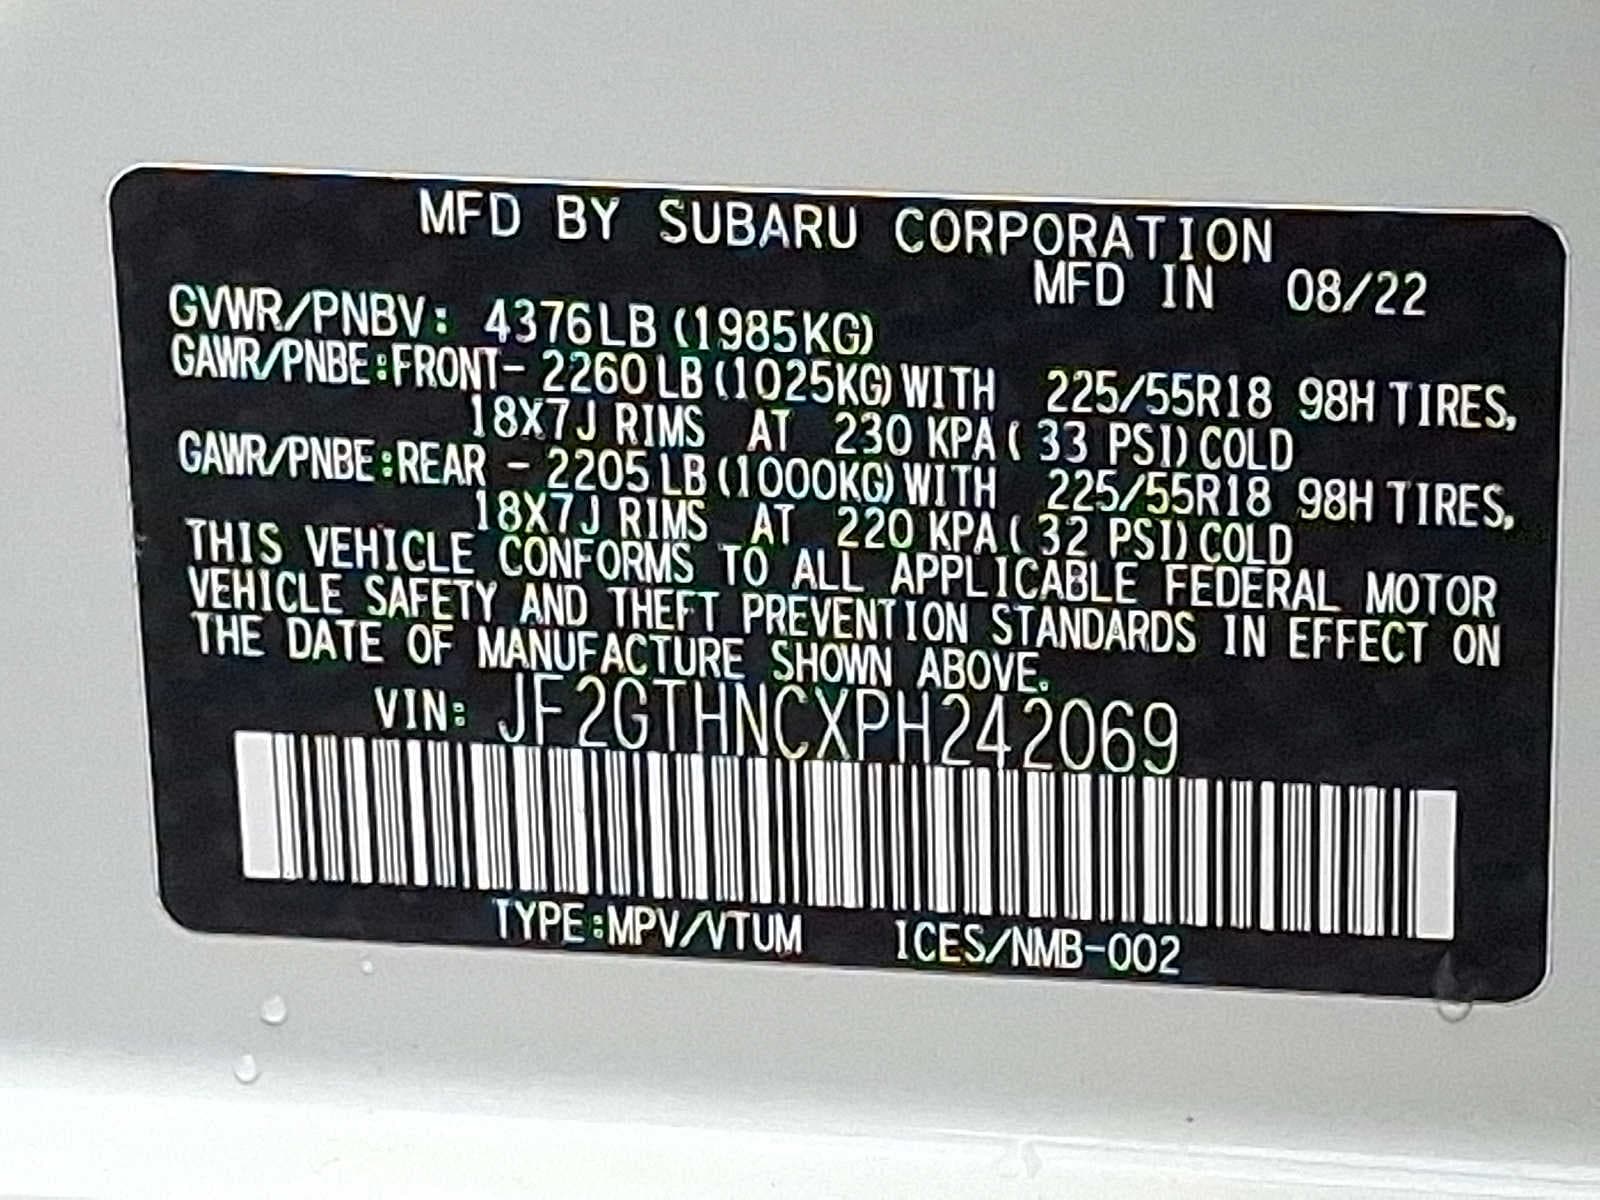 MFD BY SUBARU CORPORATION
MFD IN 08/22
GVWR/PNBV: 4376LB (1985KG)
GAWR/PNBE:FRONT- 2260LB (1025KG) WITH 225/55R18 98H TIRES,
18X7J RIMS AT 230 KPA( 33 PSI) COLD
GAWR/PNBE:REAR - 2205LB (1000KG) WITH 225/55R18 98H TIRES,
18X7J RIMS AT 220 KPA( 32 PSI) COLD
THIS VEHICLE CONFORMS TO ALL APPLICABLE FEDERAL MOTOR
VEHICLE SAFETY AND THEFT PREVENTION STANDARDS IN EFFECT ON
THE DATE OF MANUFACTURE SHOWN ABOVE.
VIN: JF2GTHNCXPH242069
TYPE:MPV/VTUM ICES/NMB-002